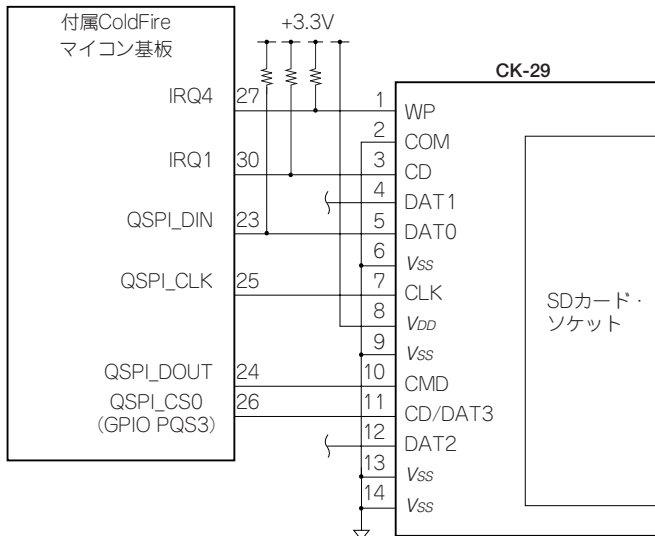 付属ColdFire
マイコン基板
+3.3V
CK-29
IRQ4
27
1
WP
2
COM
IRQ1
30
3
CD
4
DAT1
QSPI_DIN
23
5
DAT0
6
Vss
QSPI_CLK
25
7
CLK
8
VDD
9
Vss
QSPI_DOUT
24
10
CMD
QSPI_CS0
(GPIO PQS3)
26
11
CD/DAT3
12
DAT2
13
Vss
14
Vss
SDカード・
ソケット